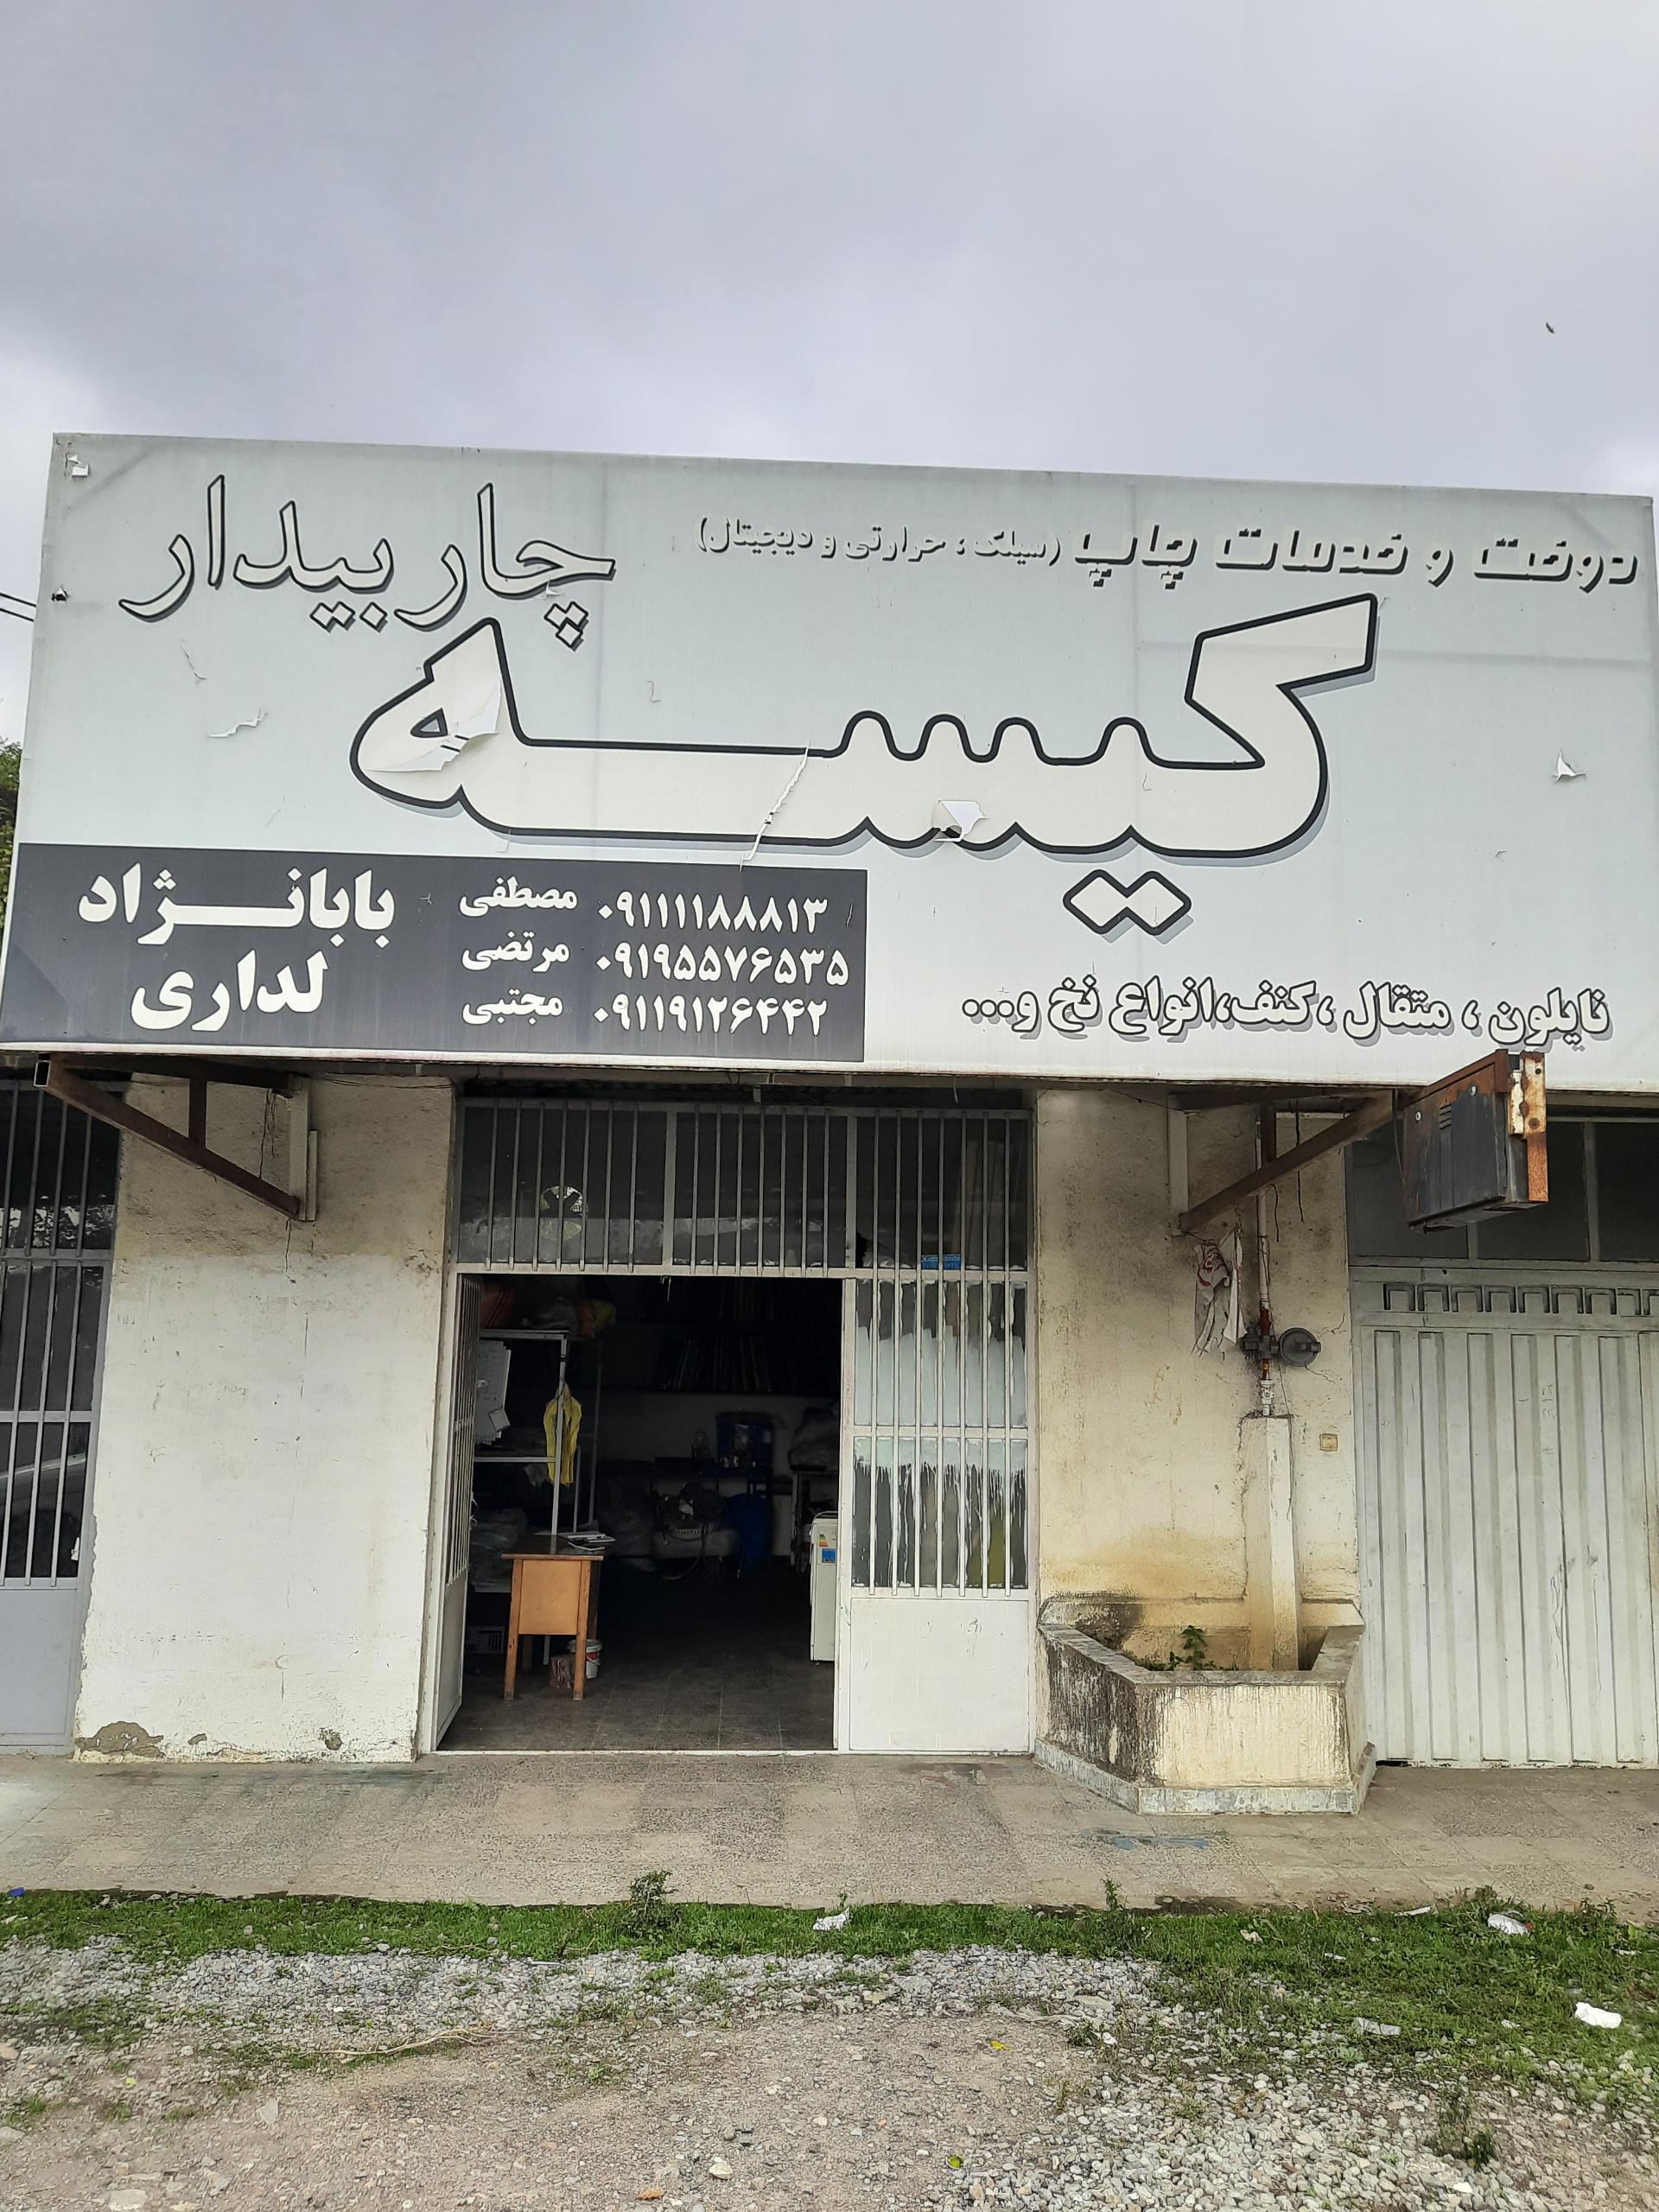 دوخت و خدمات چاپ (سیلک ، حرارتی و دیجیتال)
چاربیدار
کیسه
نایلون ، متقال ،کنف،انواع نخ و...
مصطفی ۰۹۱۱۱۱۸۸۸۱۳
مرتضی ۰۹۱۹۵۵۷۶۵۳۵
مجتبی ۰۹۱۱۹۱۲۶۴۴۲
بابانژاد
لداری